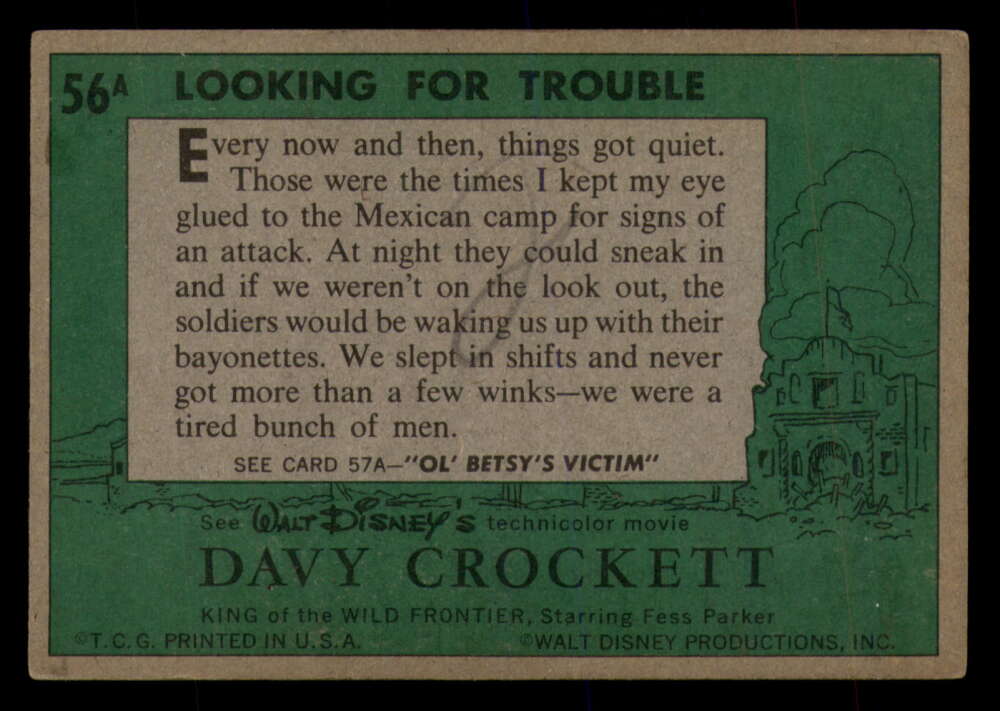 56A LOOKING FOR TROUBLE
Every now and then, things got quiet.
Those were the times I kept my eye
glued to the Mexican camp for signs of
an attack. At night they could sneak in
and if we weren't on the look out, the
soldiers would be waking us up with their
bayonettes. We slept in shifts and never
got more than a few winks—we were a
tired bunch of men.
SEE CARD 57A—"OL' BETSY'S VICTIM"
See WALT DISNEY'S technicolor movie
DAVY CROCKETT
KING of the WILD FRONTIER, Starring Fess Parker
©T.C.G. PRINTED IN U.S.A. ©WALT DISNEY PRODUCTIONS, INC.